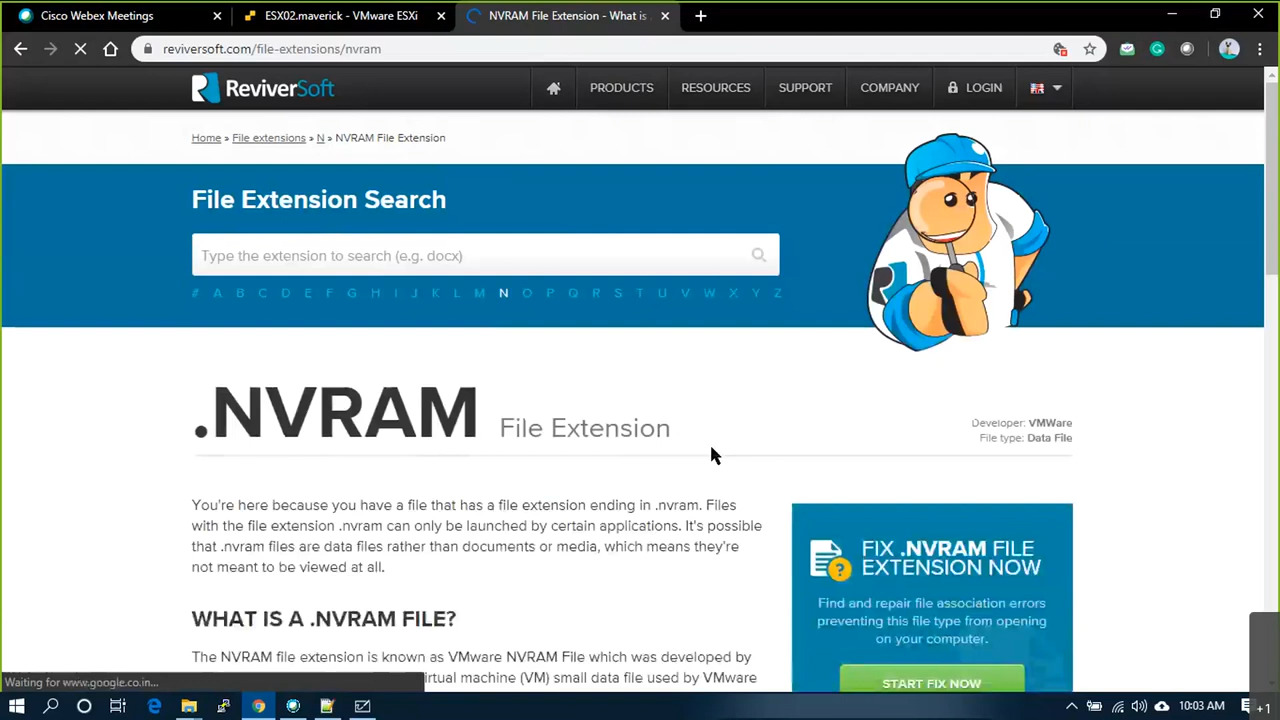 Cisco Webex Meetings
ESX02.maverick - VMware ESXi
NVRAM File Extension - What is
reviversoft.com/file-extensions/nvram
ReviverSoft
PRODUCTS
RESOURCES
SUPPORT
COMPANY
LOGIN
Home » File extensions » N » NVRAM File Extension
File Extension Search
Type the extension to search (e.g. docx)
# A B C D E F G H I J K L M N O P Q R S T U V W X Y Z
.NVRAM File Extension
Developer: VMWare
File type: Data File
You're here because you have a file that has a file extension ending in .nvram. Files
with the file extension .nvram can only be launched by certain applications. It's possible
that .nvram files are data files rather than documents or media, which means they're
not meant to be viewed at all.
FIX .NVRAM FILE
EXTENSION NOW
Find and repair file association errors
preventing this file type from opening
on your computer.
START FIX NOW
WHAT IS A .NVRAM FILE?
The NVRAM file extension is known as VMware NVRAM File which was developed by
irtual machine (VM) small data file used by VMware
Waiting for www.google.co.in...
10:03 AM
+1